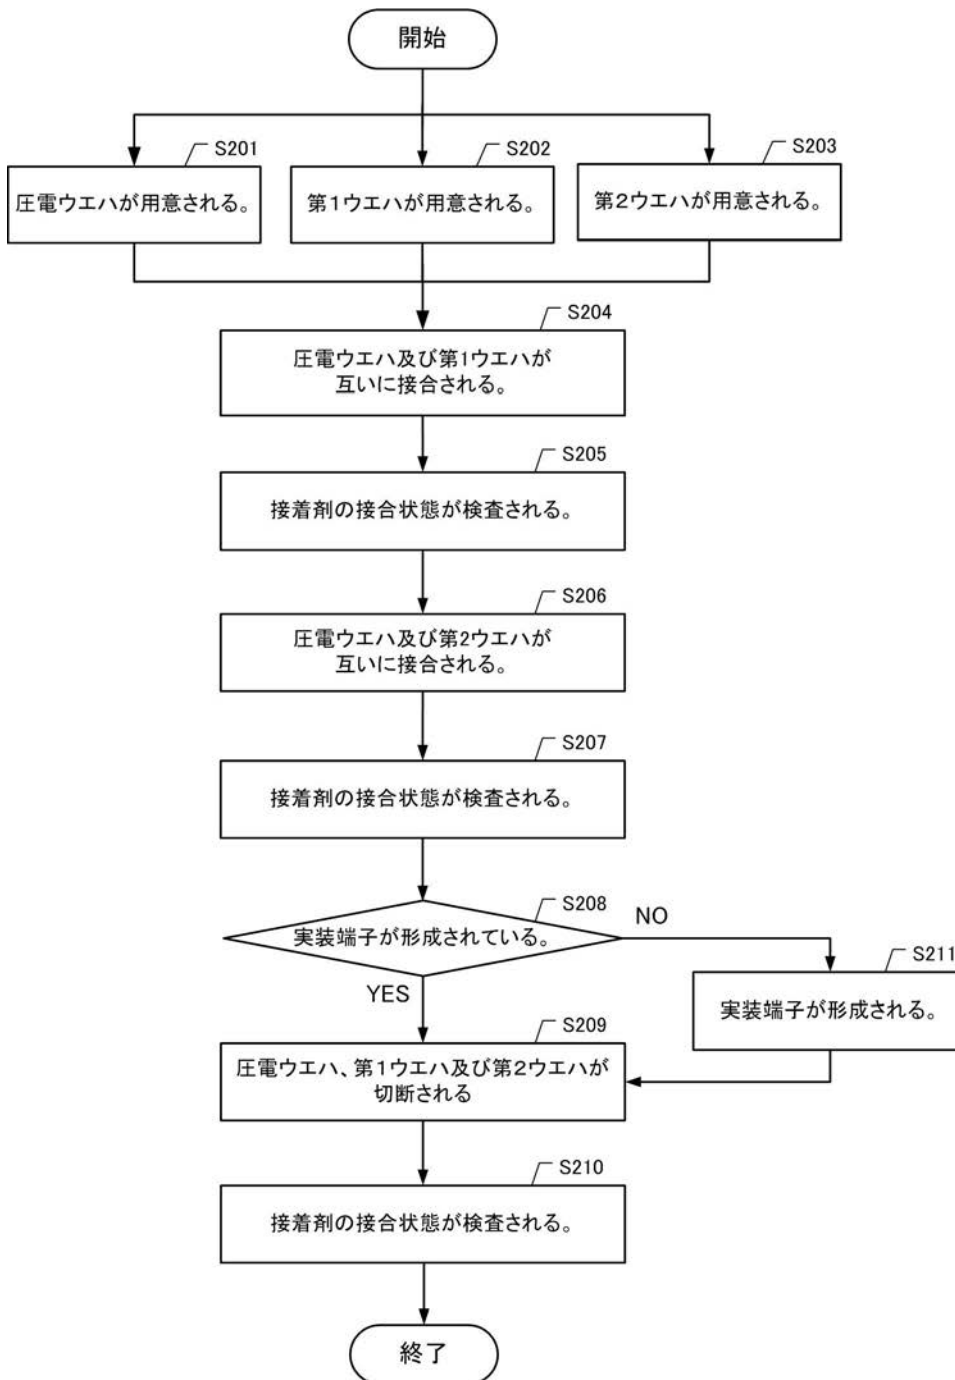 開始
S201
S202
S203
圧電ウエハが用意される。
第１ウエハが用意される。
第２ウエハが用意される。
S204
圧電ウエハ及び第1ウエハが
互いに接合される。
S205
接着剤の接合状態が検査される。
S206
圧電ウエハ及び第2ウエハが
互いに接合される。
S207
接着剤の接合状態が検査される。
S208
実装端子が形成されている。
NO
YES
S211
実装端子が形成される。
S209
圧電ウエハ、第１ウエハ及び第２ウエハが
切断される
S210
接着剤の接合状態が検査される。
終了